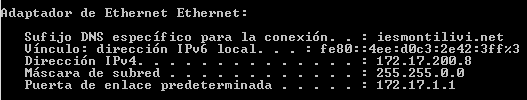 Adaptador de Ethernet Ethernet:
Sufijo DNS específico para la conexión. . : iesmontilivi.net
Vínculo: dirección IPv6 local. . . : fe80::4ee:d0c3:2e42:3ff%3
Dirección IPv4. . . . . . . . . . . . . . : 172.17.200.8
Máscara de subred . . . . . . . . . . . . : 255.255.0.0
Puerta de enlace predeterminada . . . . . : 172.17.1.1